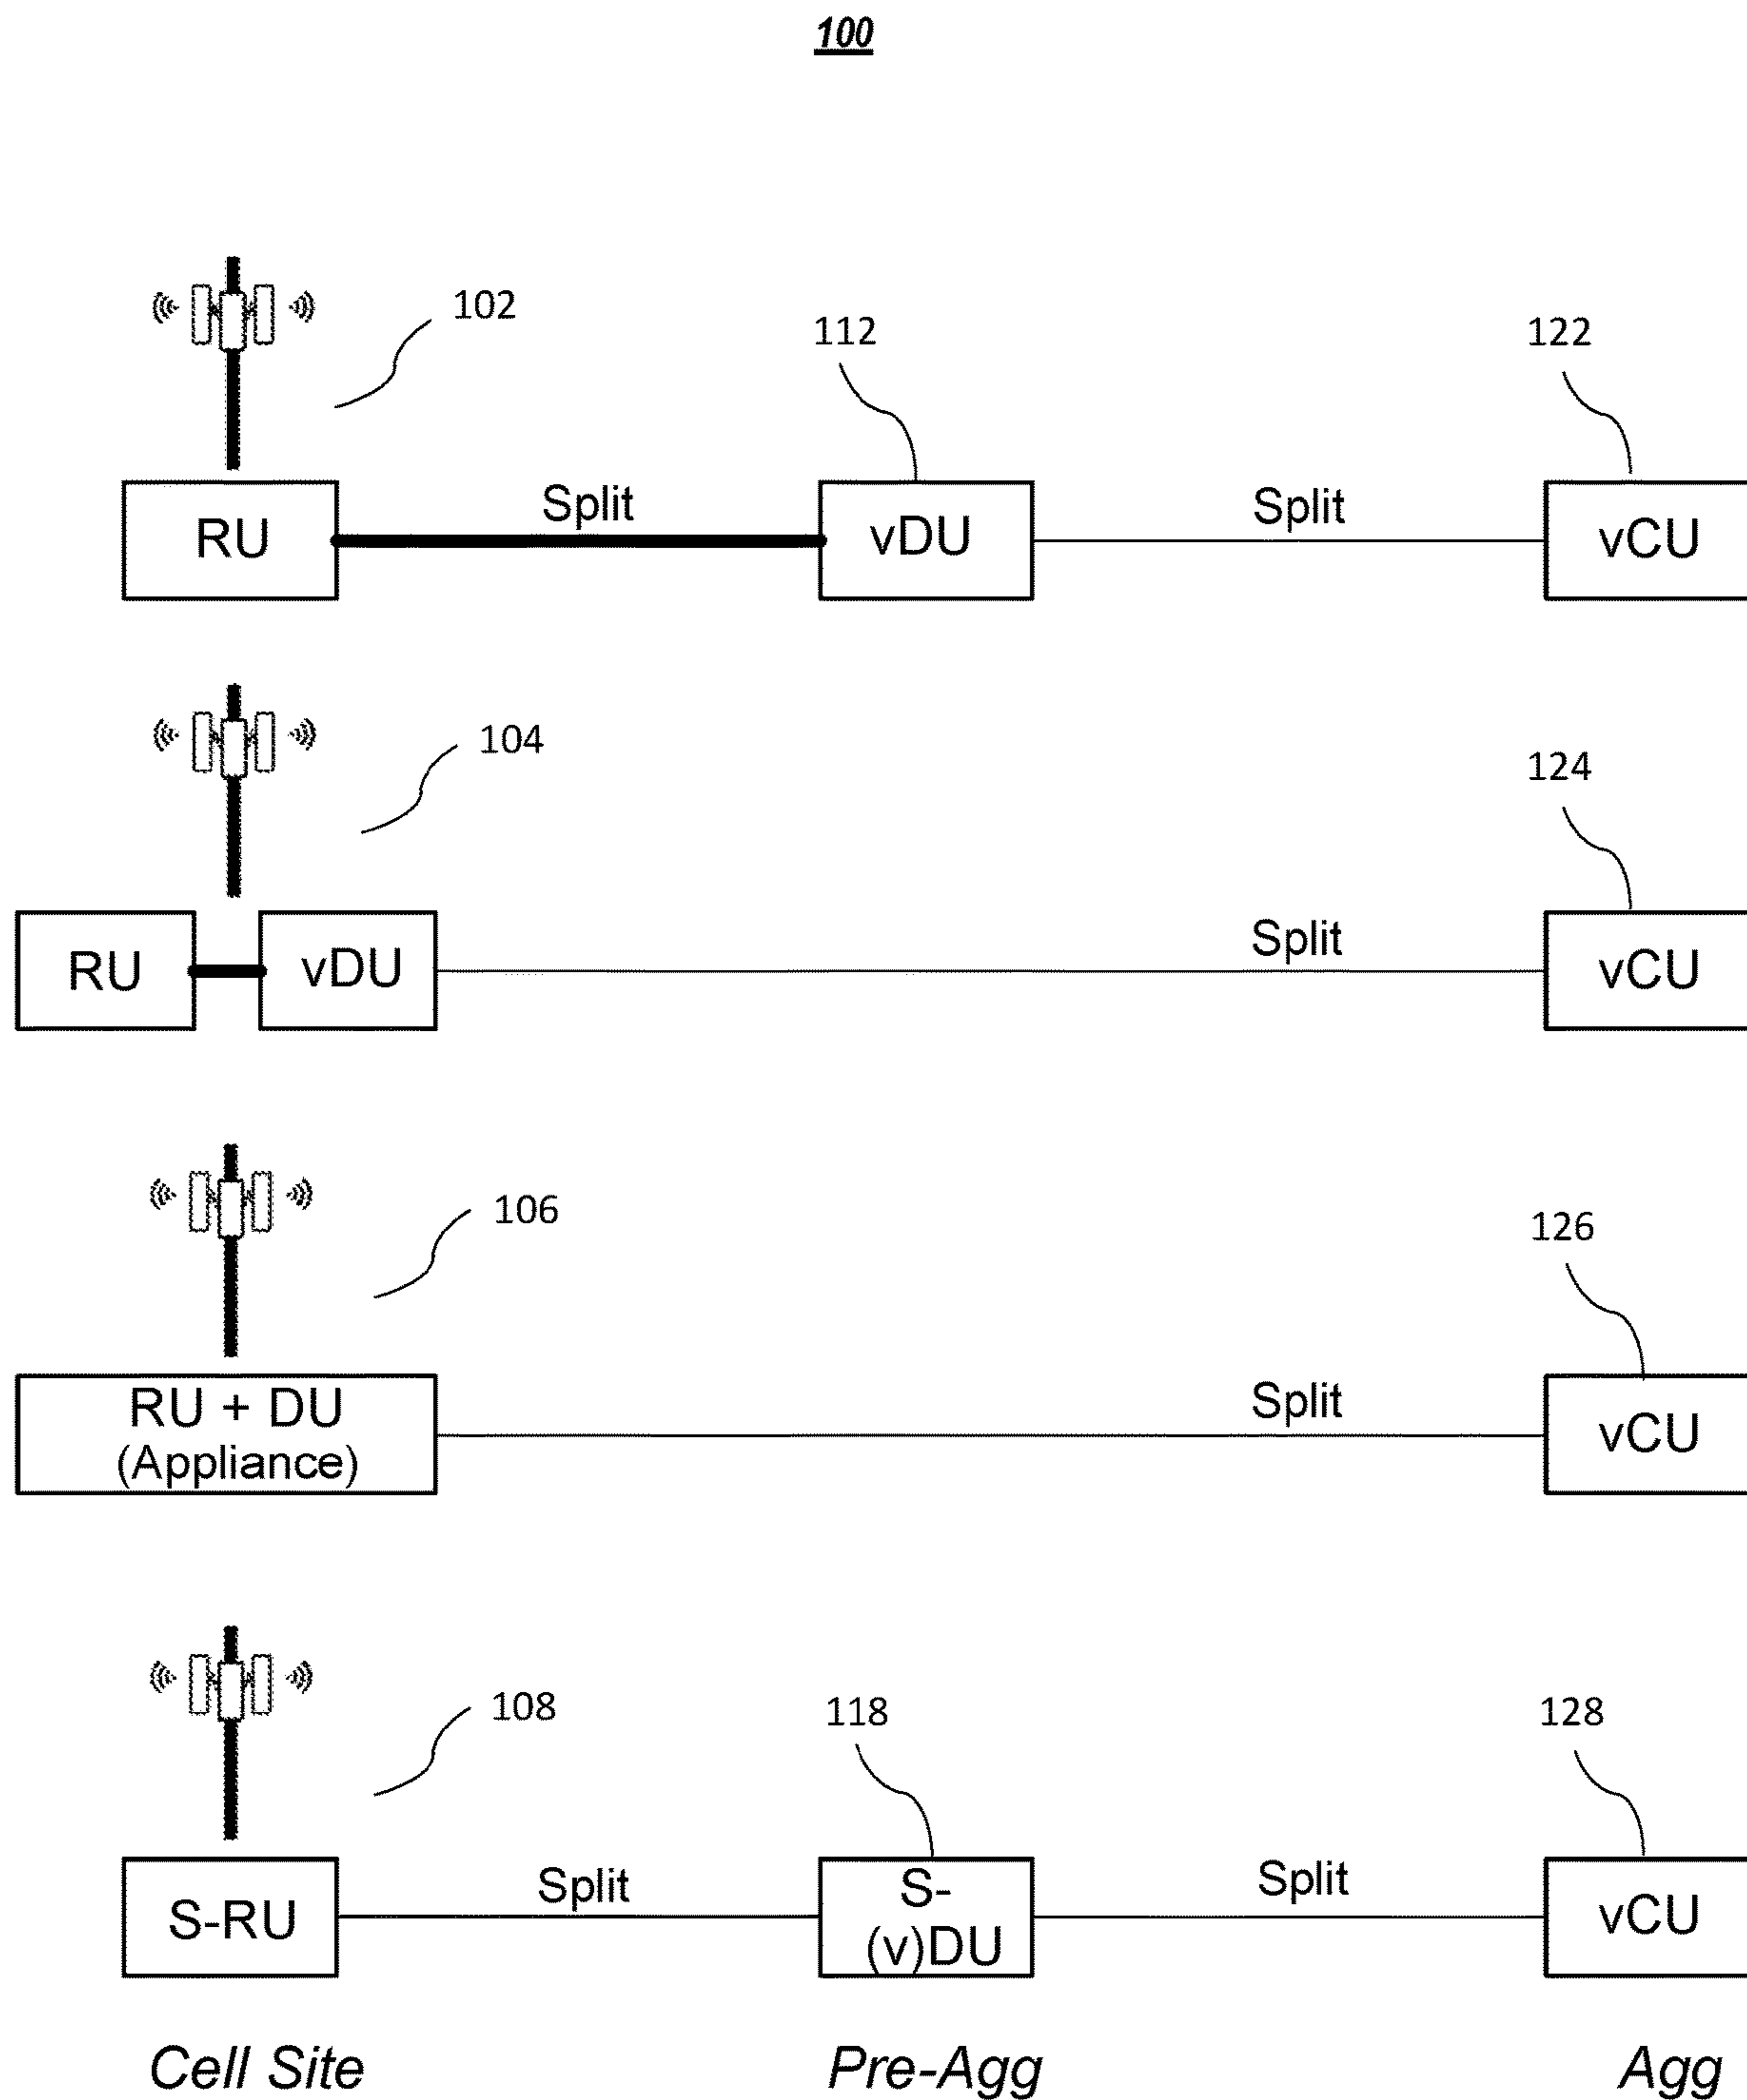 100
102
112
122
RU
Split
vDU
Split
vCU
104
124
RU
vDU
Split
vCU
106
126
RU + DU
(Appliance)
Split
vCU
108
118
128
S-RU
Split
S-
(v)DU
Split
vCU
Cell Site
Pre-Agg
Agg